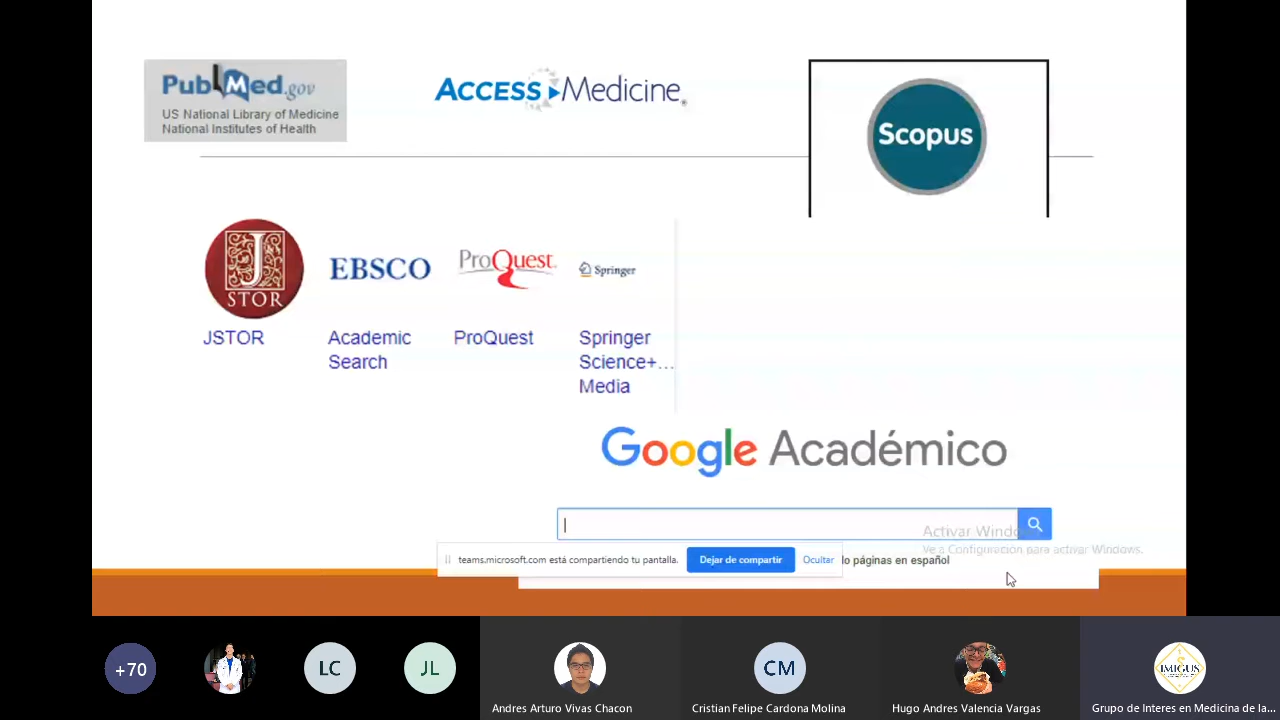 PubMed.gov
US National Library of Medicine
National Institutes of Health
ACCESS Medicine®
Scopus
J
STOR
EBSCO
ProQuest
Springer
JSTOR
Academic
Search
ProQuest
Springer
Science+...
Media
Google Académico
Activar Windo
Ve a Configuración para activar Windows.
teams.microsoft.com está compartiendo tu pantalla.
Dejar de compartir
Ocultar
lo páginas en español
+70
LC
JL
CM
IMIGUS
Andres Arturo Vivas Chacon
Cristian Felipe Cardona Molina
Hugo Andres Valencia Vargas
Grupo de Interes en Medicina de la...